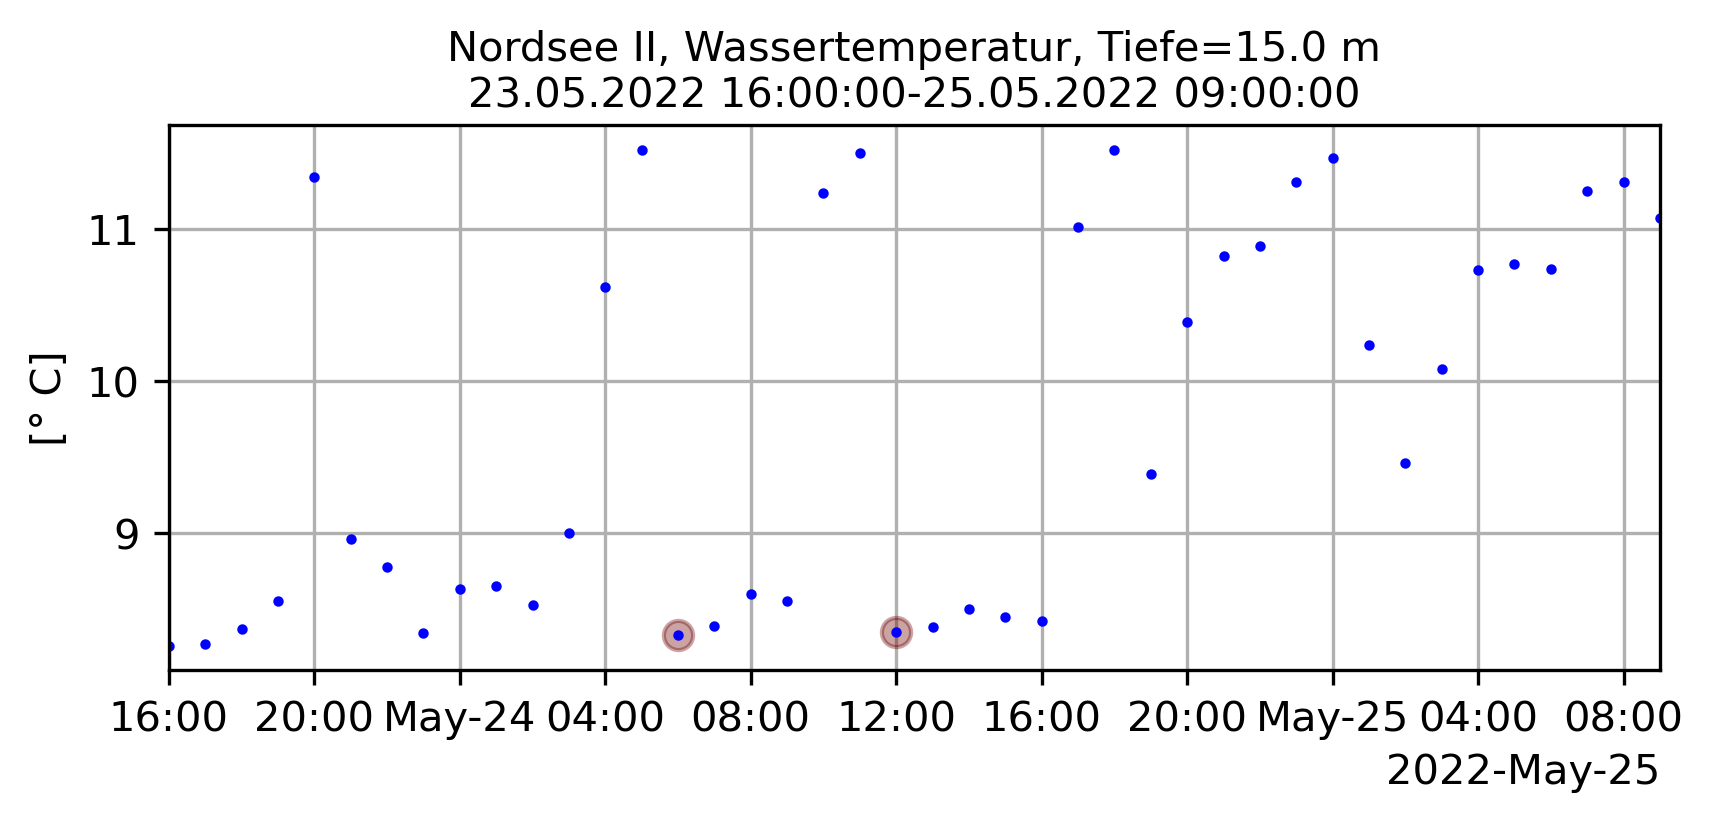 Nordsee II, Wassertemperatur, Tiefe=15.0 m
23.05.2022 16:00:00-25.05.2022 09:00:00
[° C]
11
10
9
16:00 20:00 May-24 04:00 08:00 12:00 16:00 20:00 May-25 04:00 08:00
2022-May-25